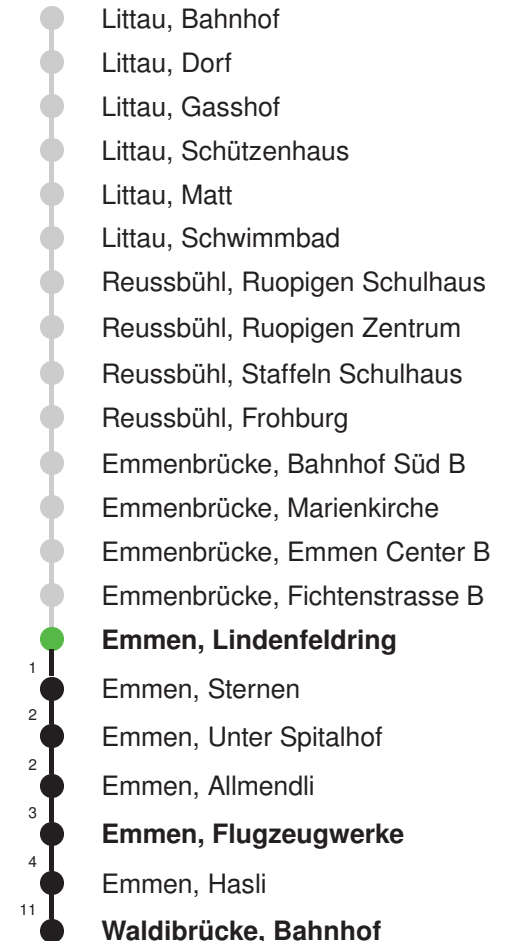 Littau, Bahnhof
Littau, Dorf
Littau, Gasshof
Littau, Schützenhaus
Littau, Matt
Littau, Schwimmbad
Reussbühl, Ruopigen Schulhaus
Reussbühl, Ruopigen Zentrum
Reussbühl, Staffeln Schulhaus
Reussbühl, Frohburg
Emmenbrücke, Bahnhof Süd B
Emmenbrücke, Marienkirche
Emmenbrücke, Emmen Center B
Emmenbrücke, Fichtenstrasse B
Emmen, Lindenfeldring
1 Emmen, Sternen
2 Emmen, Unter Spitalhof
2 Emmen, Allmendli
3 Emmen, Flugzeugwerke
4 Emmen, Hasli
11 Waldibrücke, Bahnhof